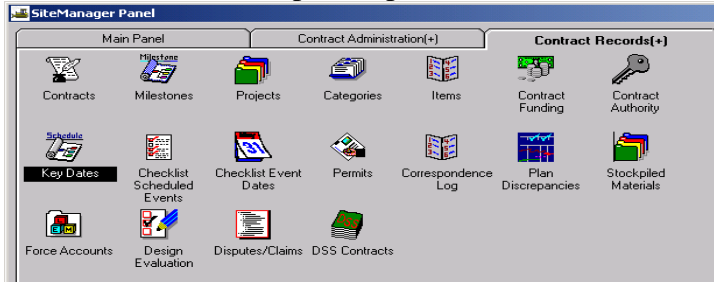 SiteManager Panel
Main Panel
Contract Administration(+)
Contract Records(+)
Milestone
Contracts
Milestones
Projects
Categories
Items
Contract
Funding
Contract
Authority
Schedule
31
Key Dates
Checklist
Scheduled
Events
Checklist Event
Dates
Permits
Correspondence
Log
Plan
Discrepancies
Stockpiled
Materials
Force Accounts
Design
Evaluation
Disputes/Claims
DSS Contracts